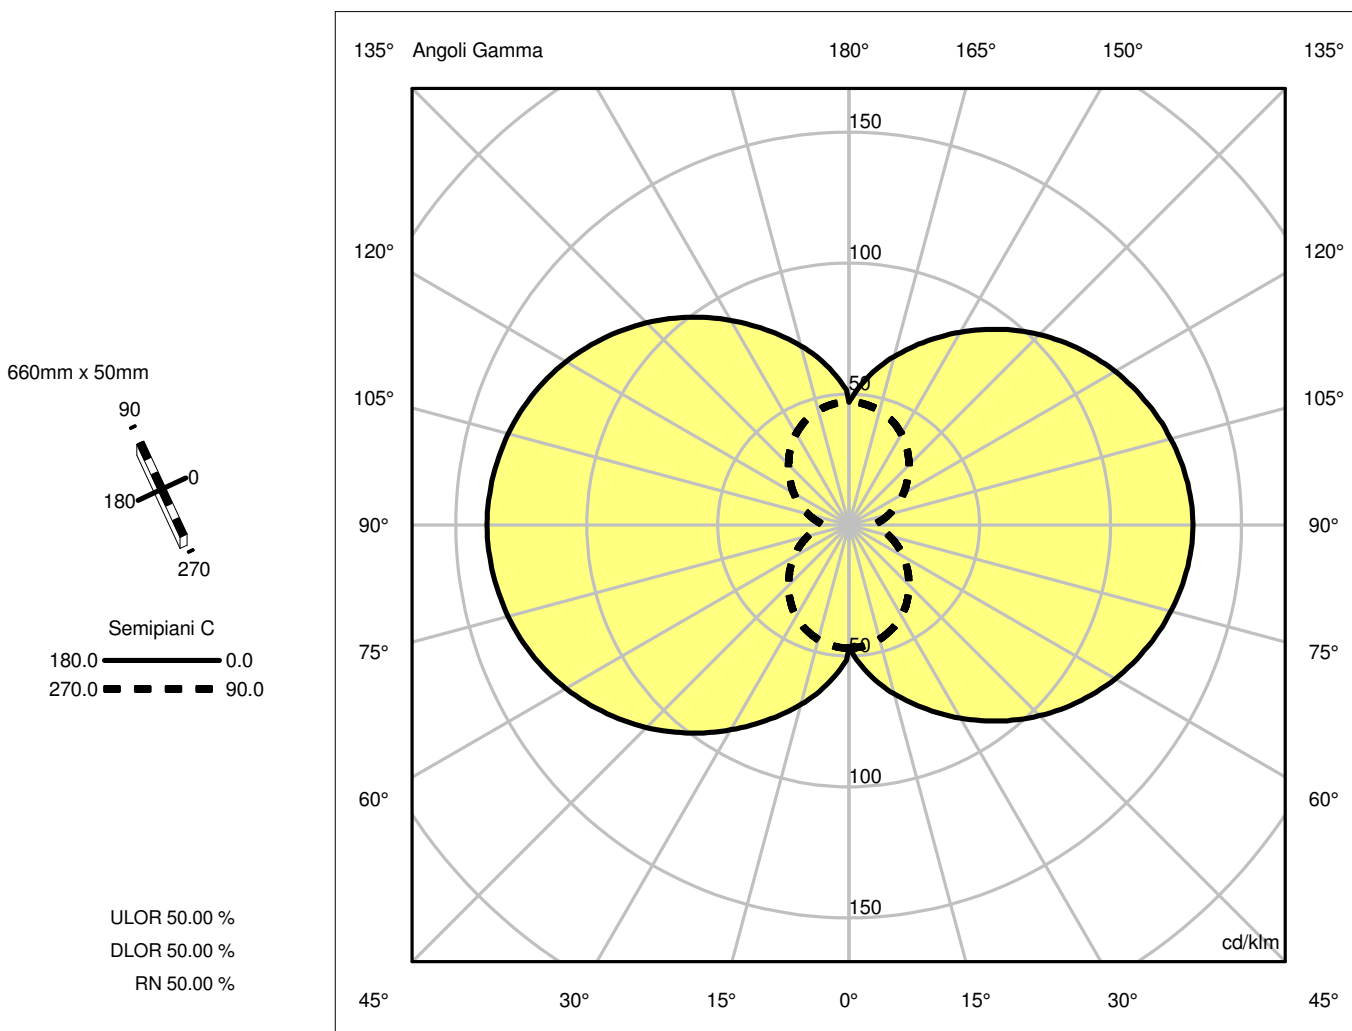 135° Angoli Gamma 180° 165° 150° 135°
150
120° 120°
100
660mm x 50mm
50
105° 105°
90
0
180
90° 90°
270
Semipiani C
50
75° 75°
180.0 0.0
270.0 90.0
100
60° 60°
150
ULOR 50.00 %
cd/klm
DLOR 50.00 %
RN 50.00 %
45° 30° 15° 0° 15° 30° 45°